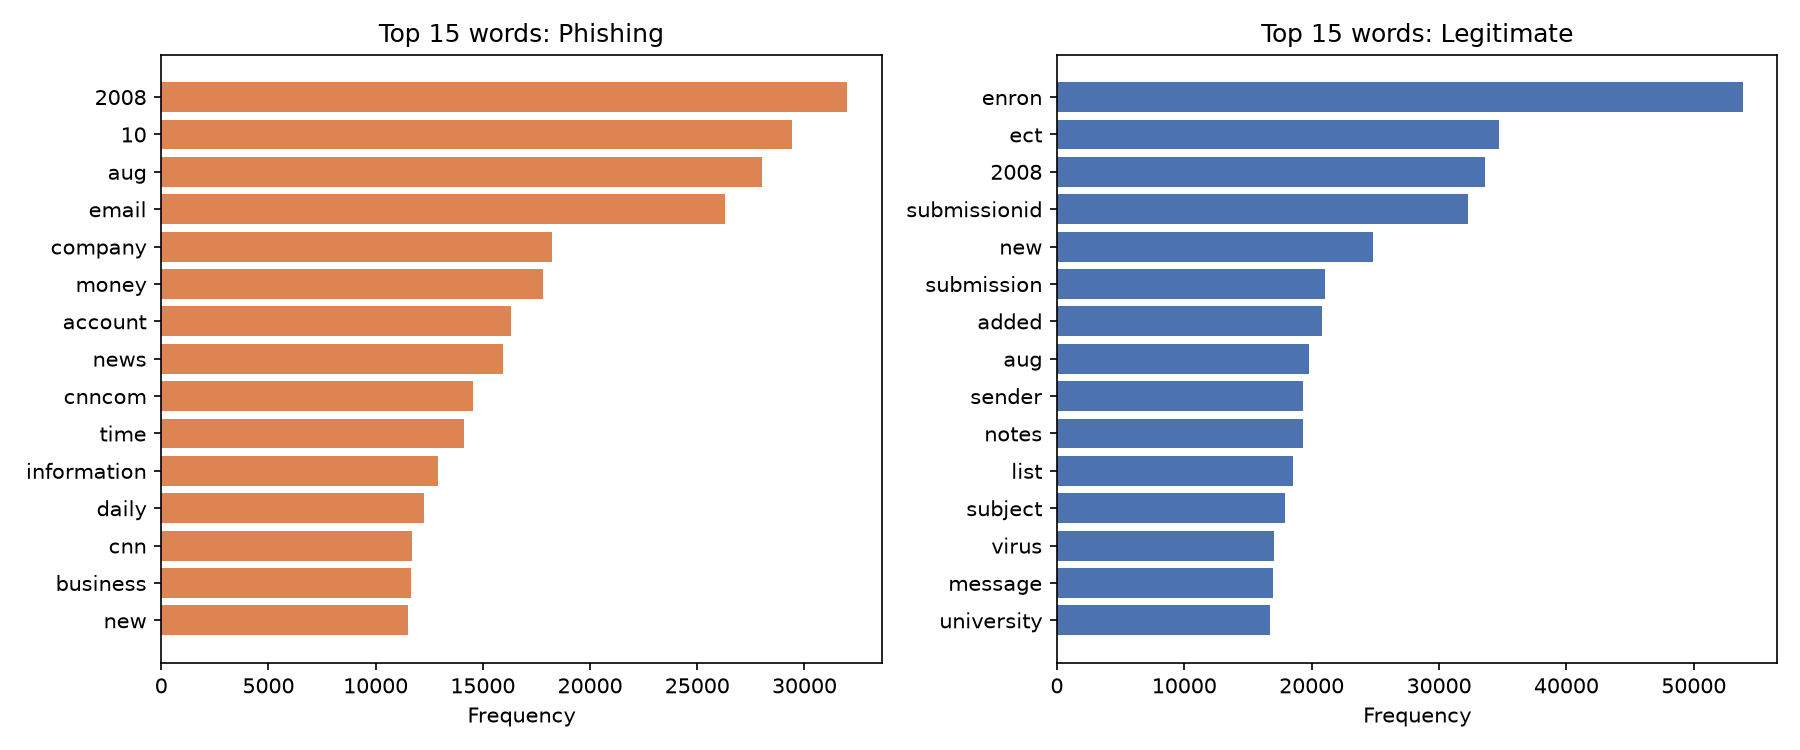 Top 15 words: Phishing
2008
10
aug
email
company
money
account
news
cnncom
time
information
daily
cnn
business
new
0 5000 10000 15000 20000 25000 30000
Frequency
Top 15 words: Legitimate
enron
ect
2008
submissionid
new
submission
added
aug
sender
notes
list
subject
virus
message
university
0 10000 20000 30000 40000 50000
Frequency